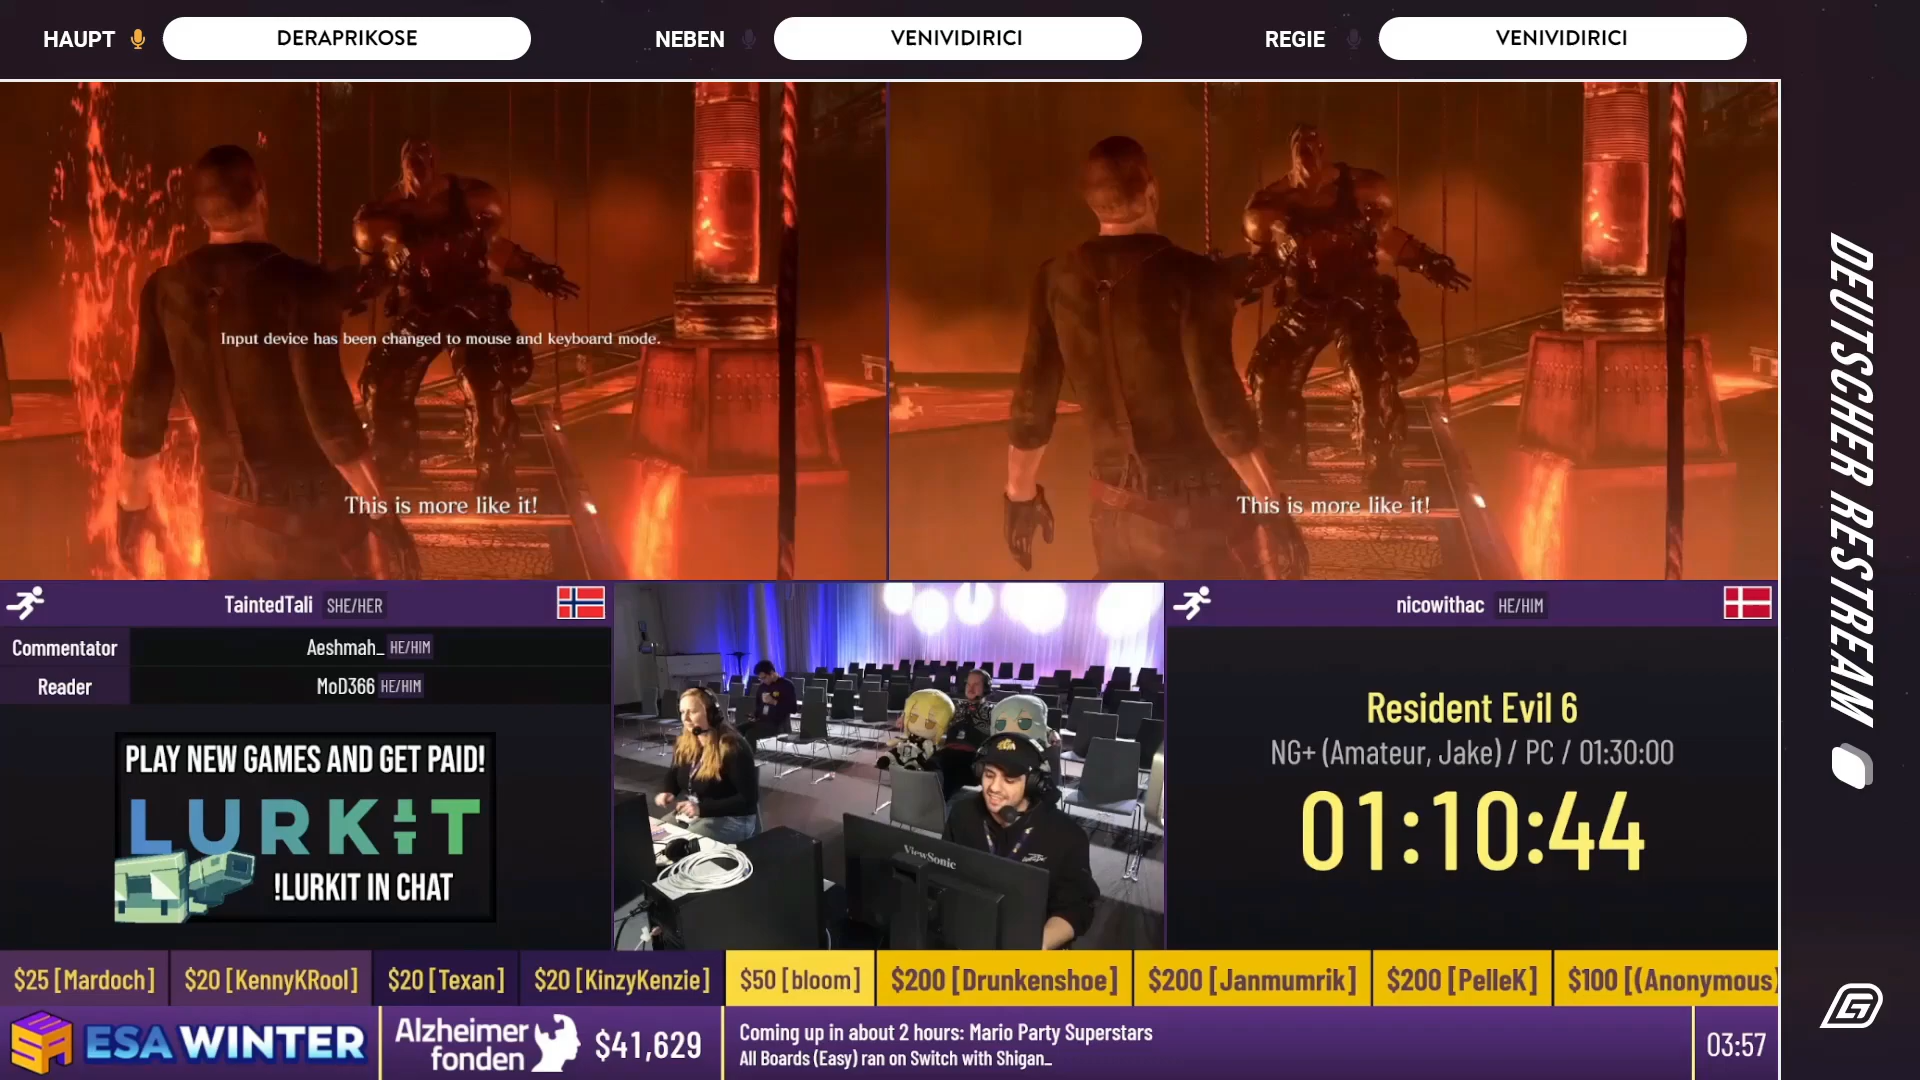 HAUPT
DERAPRIKOSE
NEBEN
VENIVIDIRICI
REGIE
VENIVIDIRICI
Input device has been changed to mouse and keyboard mode.
This is more like it!
This is more like it!
DEUTSCHER RESTREAM
TaintedTali SHE/HER
Commentator Aeshmah_ HE/HIM
Reader MoD366 HE/HIM
PLAY NEW GAMES AND GET PAID!
LURKIT
!LURKIT IN CHAT
ViewSonic
nicowithac HE/HIM
Resident Evil 6
NG+ (Amateur, Jake) / PC / 01:30:00
01:10:44
$25 [Mardoch]
$20 [KennyKRool]
$20 [Texan]
$20 [KinzyKenzie]
$50 [bloom]
$200 [Drunkenshoe]
$200 [Janmumrik]
$200 [PelleK]
$100 [(Anonymous)
ESA WINTER
Alzheimer
fonden
$41,629
Coming up in about 2 hours: Mario Party Superstars
All Boards (Easy) ran on Switch with Shigan_
03:57